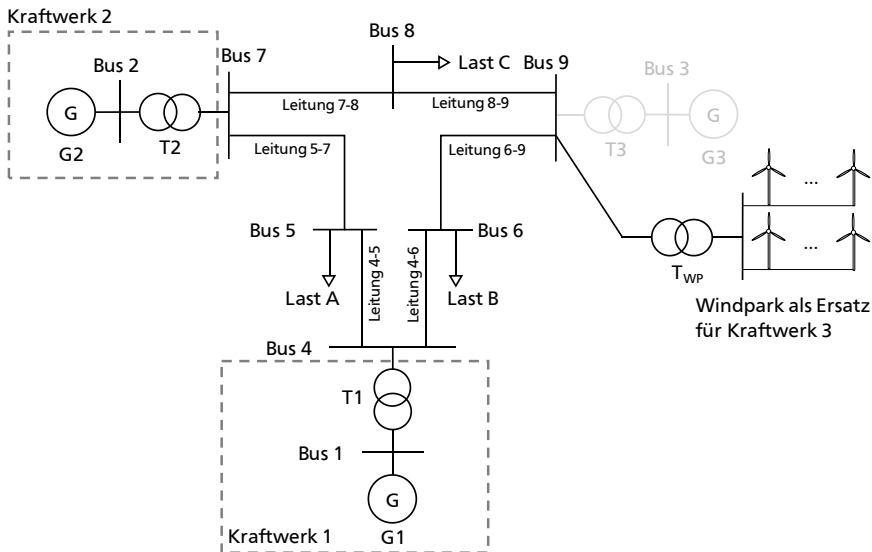 Kraftwerk 2
Bus 2
Bus 7
Bus 8
Last C
Bus 9
Bus 3
G
G2
T2
Leitung 7-8
Leitung 8-9
T3
G
G3
Leitung 5-7
Leitung 6-9
...
...
Bus 5
Bus 6
Last A
Leitung 4-5
Leitung 4-6
Last B
TWP
Windpark als Ersatz
für Kraftwerk 3
Bus 4
T1
Bus 1
G
Kraftwerk 1
G1